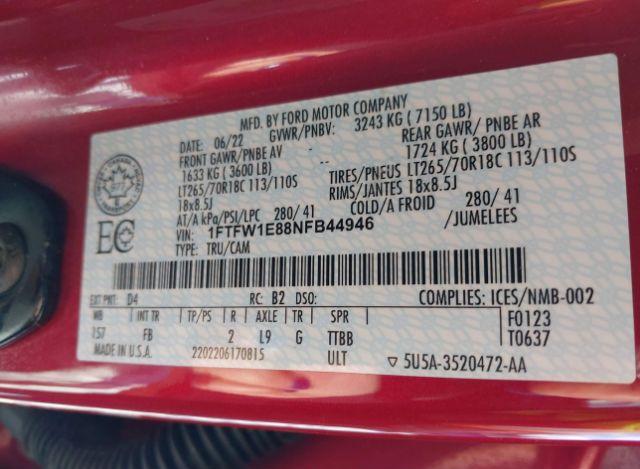 MFD. BY FORD MOTOR COMPANY
DATE: 06/22 GVWR/PNBV: 3243 KG ( 7150 LB)
FRONT GAWR/PNBE AV - REAR GAWR/ PNBE AR
1633 KG ( 3600 LB) - 1724 KG ( 3800 LB)
LT265/70R18C 113/110S TIRES/PNEUS LT265/70R18C 113/110S
18x8.5J RIMS/JANTES 18x8.5J
AT/A kPa/PSI/LPC 280/ 41 COLD/A FROID 280/ 41
VIN: 1FTFW1E88NFB44946 /JUMELEES
TYPE: TRU/CAM
EC
EXT PNT: D4 RC: B2 DSO: COMPLIES: ICES/NMB-002
WB INT TR TP/PS R AXLE TR SPR F0123
157 FB 2 L9 G TTBB T0637
MADE IN U.S.A. 2202206170815 ULT 5U5A-3520472-AA